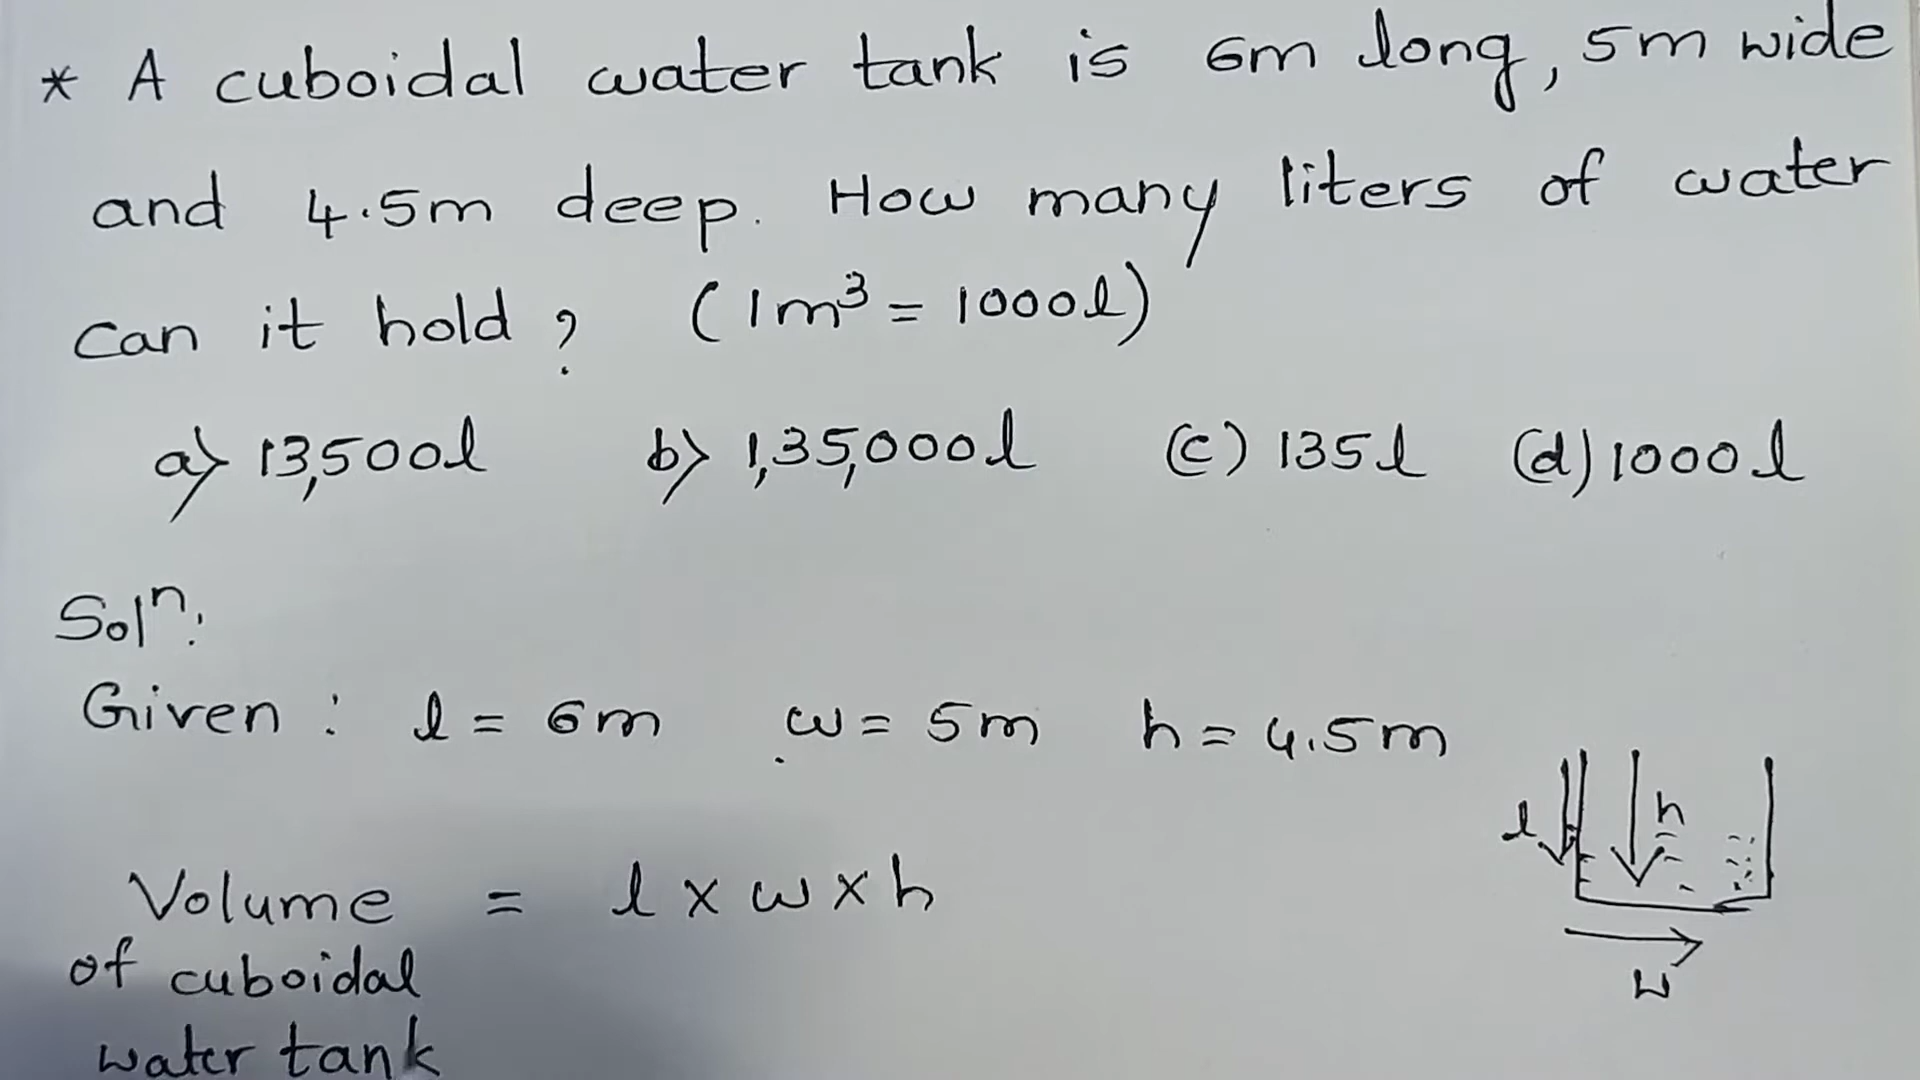 * A cuboidal water tank is 6m long, 5m wide
and 4.5m deep. How many liters of water
can it hold? (1m³ = 1000l)
a) 13,500l b) 1,35,000l (c) 135l (d) 1000l
Solⁿ:
Given : l = 6m w = 5m h = 4.5m
l h
w
Volume = l x w x h
of cuboidal
water tank